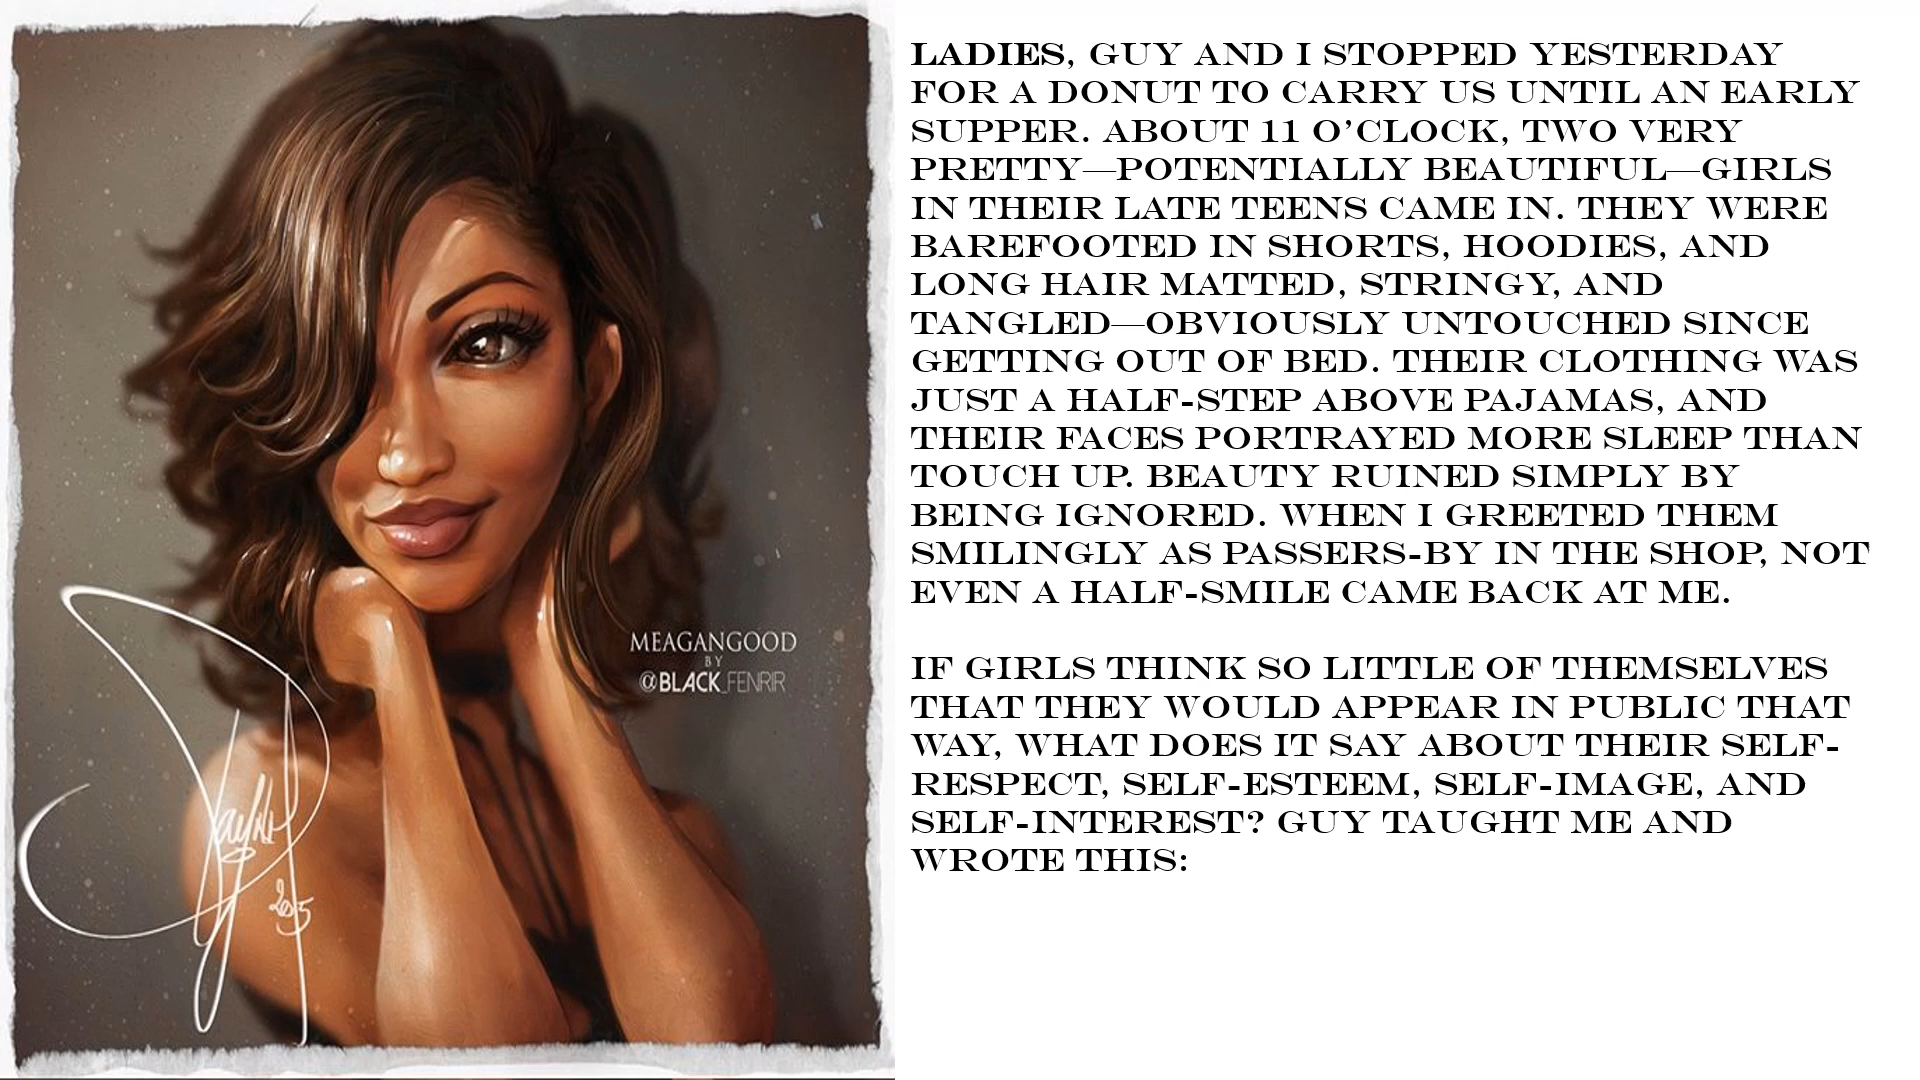 LADIES, GUY AND I STOPPED YESTERDAY
FOR A DONUT TO CARRY US UNTIL AN EARLY
SUPPER. ABOUT 11 O’CLOCK, TWO VERY
PRETTY—POTENTIALLY BEAUTIFUL—GIRLS
IN THEIR LATE TEENS CAME IN. THEY WERE
BAREFOOTED IN SHORTS, HOODIES, AND
LONG HAIR MATTED, STRINGY, AND
TANGLED—OBVIOUSLY UNTOUCHED SINCE
GETTING OUT OF BED. THEIR CLOTHING WAS
JUST A HALF-STEP ABOVE PAJAMAS, AND
THEIR FACES PORTRAYED MORE SLEEP THAN
TOUCH UP. BEAUTY RUINED SIMPLY BY
BEING IGNORED. WHEN I GREETED THEM
SMILINGLY AS PASSERS-BY IN THE SHOP, NOT
EVEN A HALF-SMILE CAME BACK AT ME.
IF GIRLS THINK SO LITTLE OF THEMSELVES
THAT THEY WOULD APPEAR IN PUBLIC THAT
WAY, WHAT DOES IT SAY ABOUT THEIR SELF-
RESPECT, SELF-ESTEEM, SELF-IMAGE, AND
SELF-INTEREST? GUY TAUGHT ME AND
WROTE THIS:
MEAGANGOOD
BY
@BLACK_FENRIR
2015